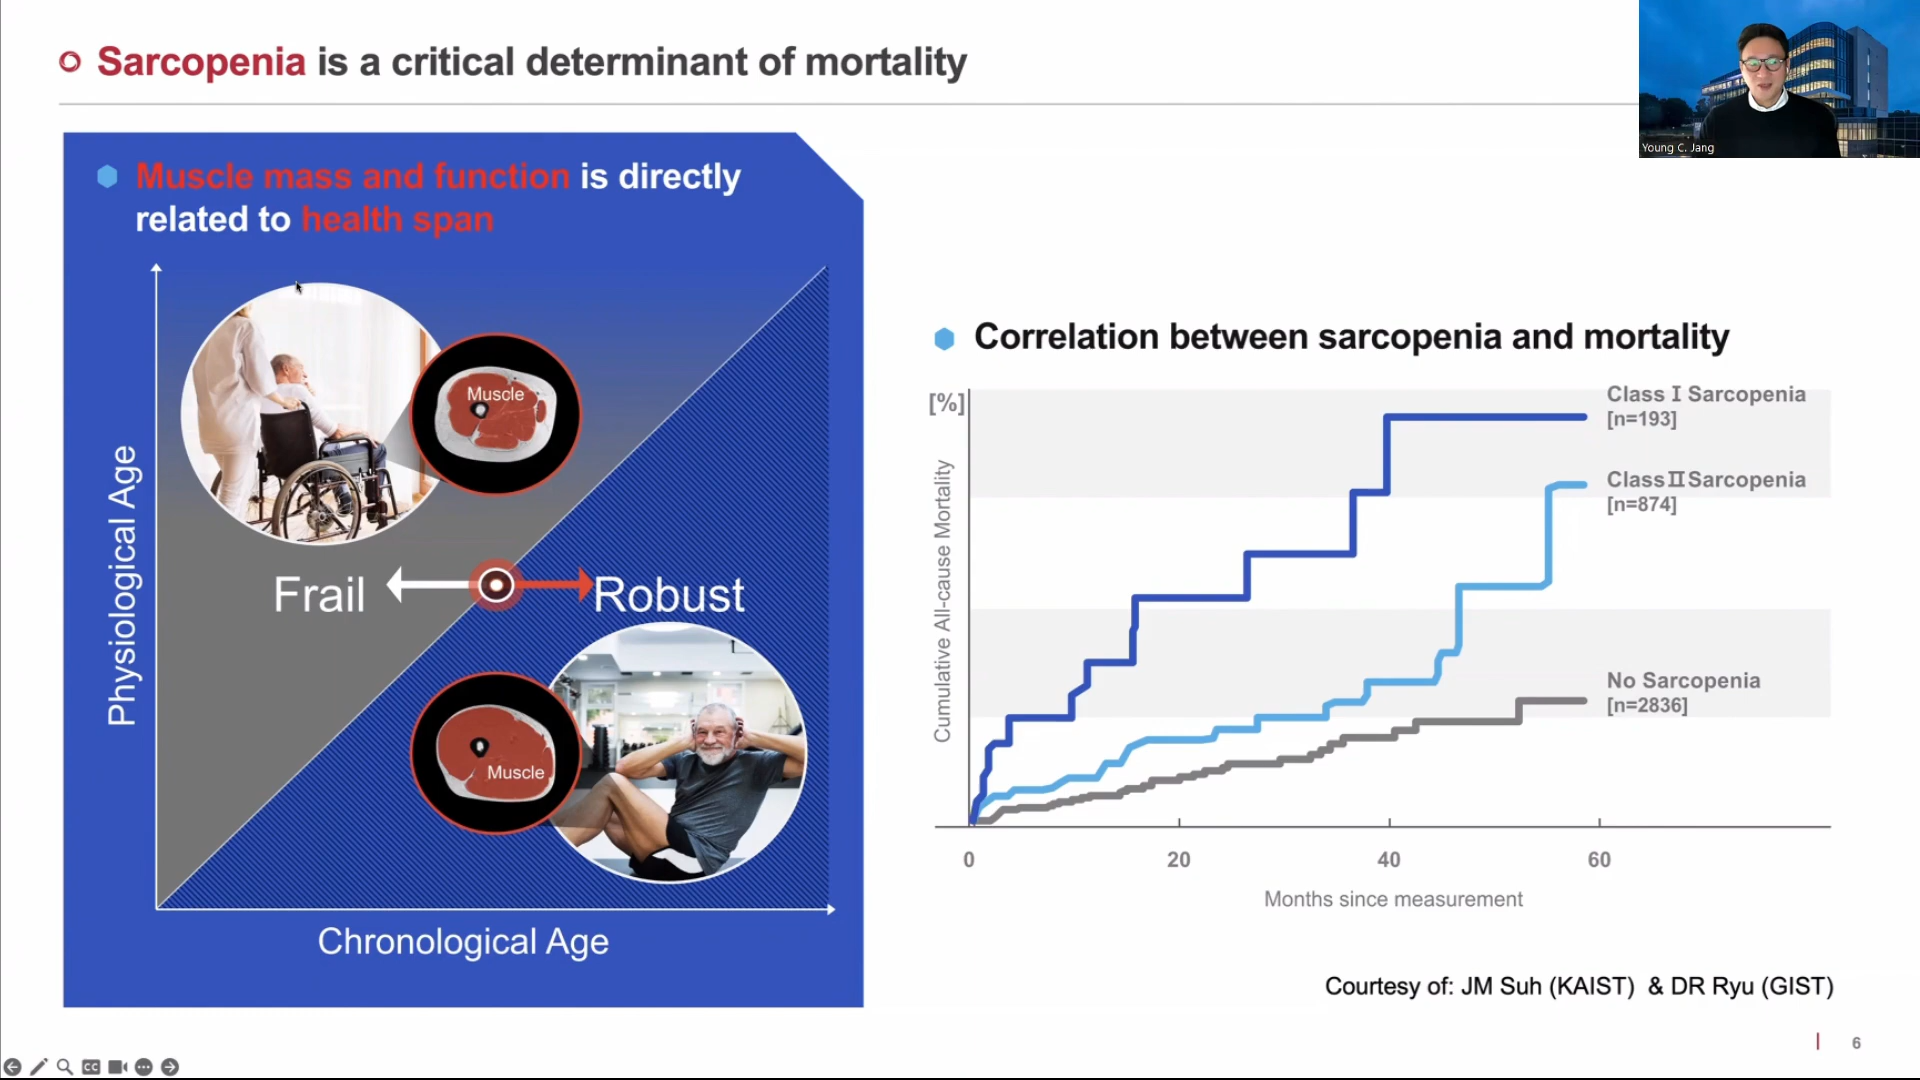 Sarcopenia is a critical determinant of mortality
Young C. Jang
Muscle mass and function is directly
related to health span
Physiological Age
Muscle
Frail
Robust
Muscle
Chronological Age
Correlation between sarcopenia and mortality
[%]
Cumulative All-cause Mortality
Class I Sarcopenia
[n=193]
Class II Sarcopenia
[n=874]
No Sarcopenia
[n=2836]
0 20 40 60
Months since measurement
Courtesy of: JM Suh (KAIST) & DR Ryu (GIST)
6
CC